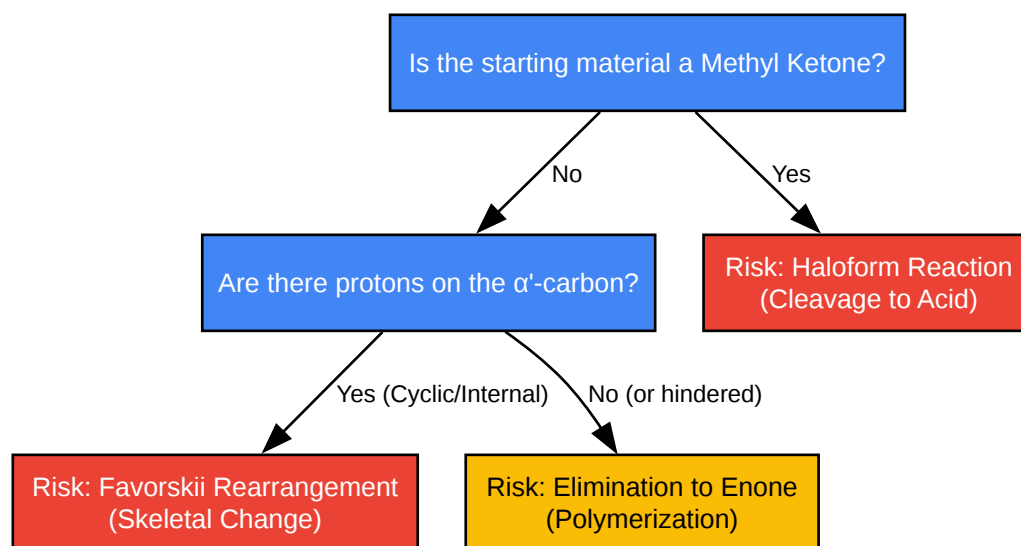 Is the starting material a Methyl Ketone?
No
Yes
Are there protons on the α'-carbon?
Risk: Haloform Reaction
(Cleavage to Acid)
Yes (Cyclic/Internal)
No (or hindered)
Risk: Favorskii Rearrangement
(Skeletal Change)
Risk: Elimination to Enone
(Polymerization)